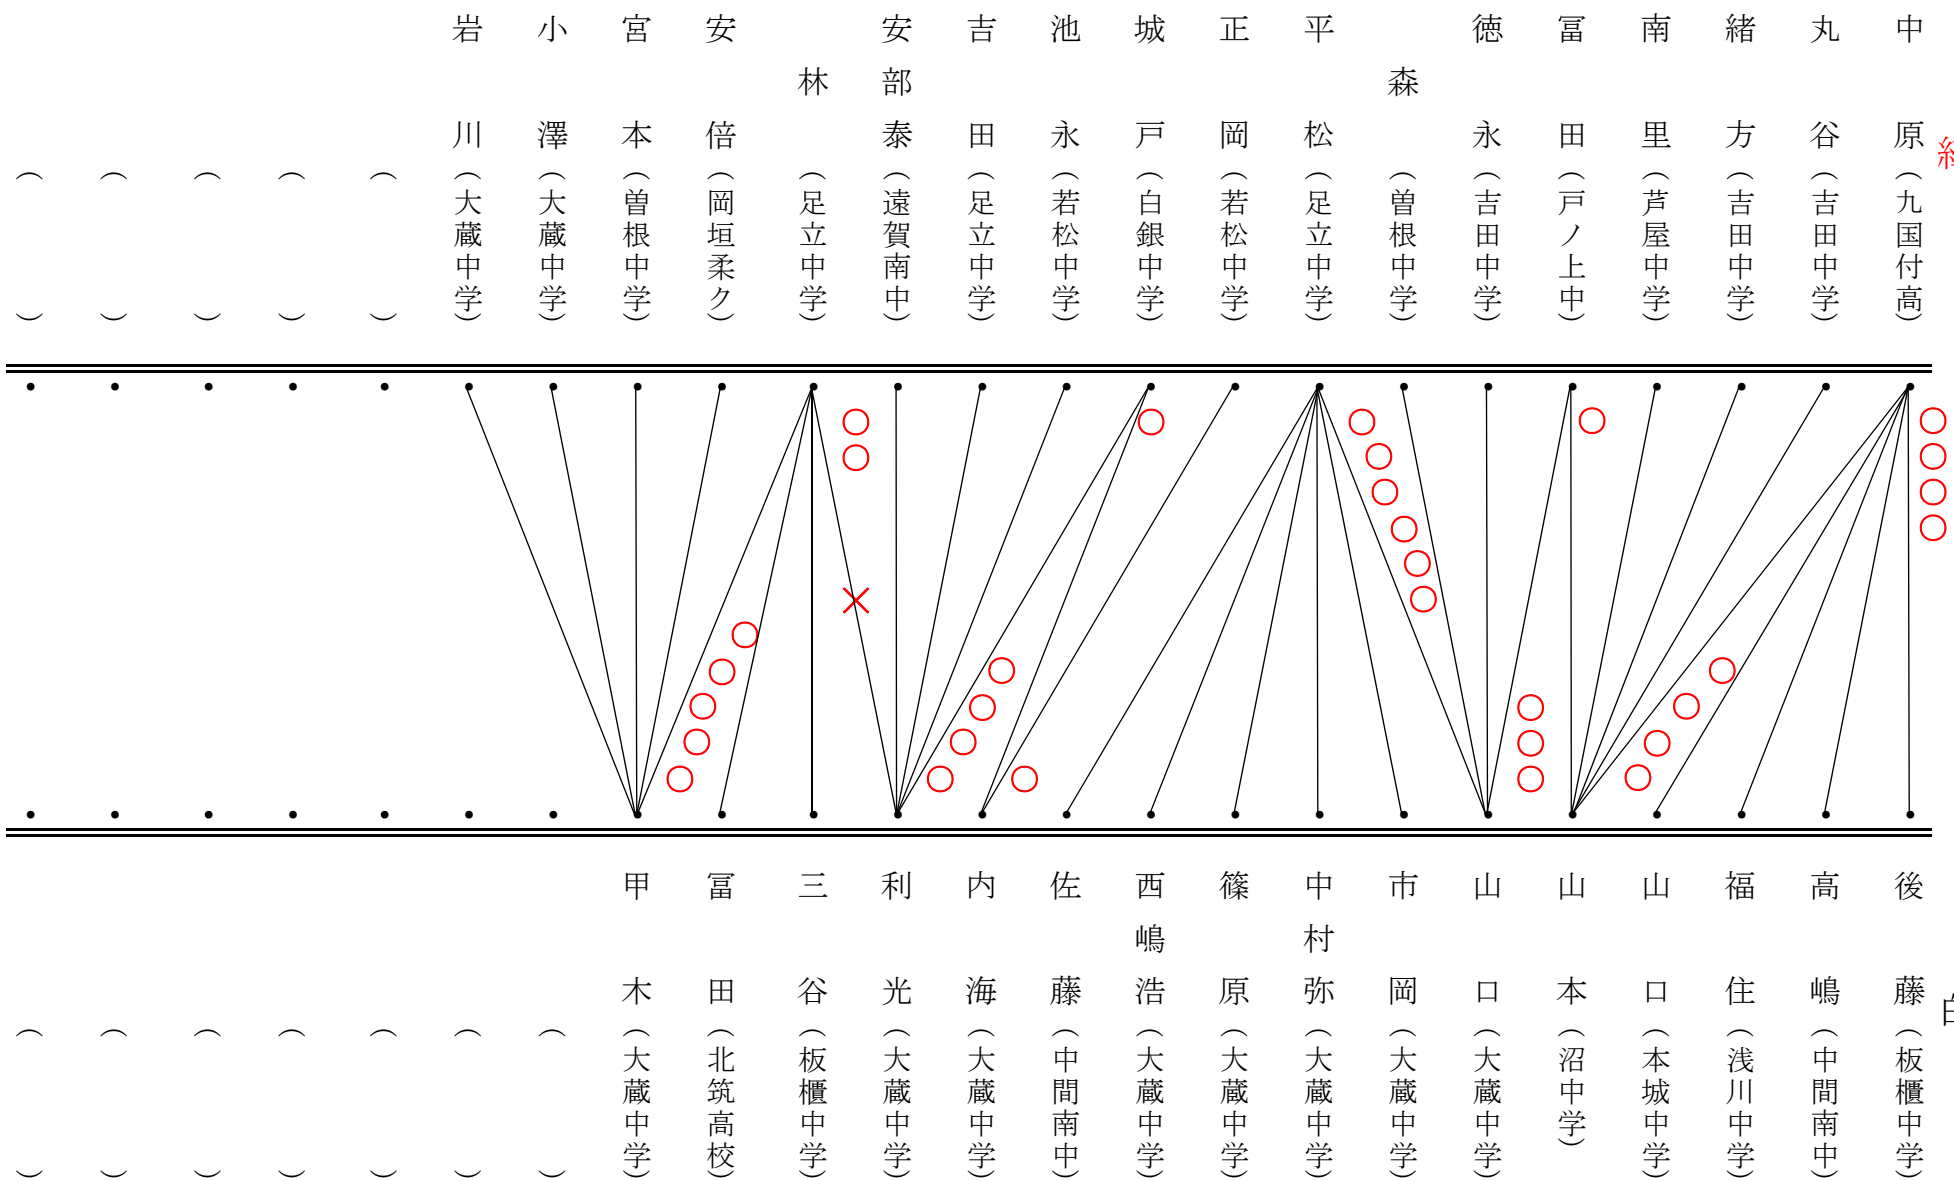 中原（九国付高）
丸谷（吉田中学）
緒方（吉田中学）
南里（芦屋中学）
冨田（戸ノ上中）
徳永（吉田中学）
森（曽根中学）
平松（足立中学）
正岡（若松中学）
城戸（白銀中学）
池永（若松中学）
吉田（足立中学）
安部泰（遠賀南中）
林（足立中学）
安倍（岡垣柔ク）
宮本（曽根中学）
小澤（大蔵中学）
岩川（大蔵中学）
（　）
（　）
（　）
（　）
（　）
後藤（板櫃中学）
高嶋（中間南中）
福住（浅川中学）
山口（本城中学）
山本（沼中学）
山口（大蔵中学）
市岡（大蔵中学）
中村弥（大蔵中学）
篠原（大蔵中学）
西嶋浩（大蔵中学）
佐藤（中間南中）
内海（大蔵中学）
利光（大蔵中学）
三谷（板櫃中学）
冨田（北筑高校）
甲木（大蔵中学）
（　）
（　）
（　）
（　）
（　）
（　）
（　）